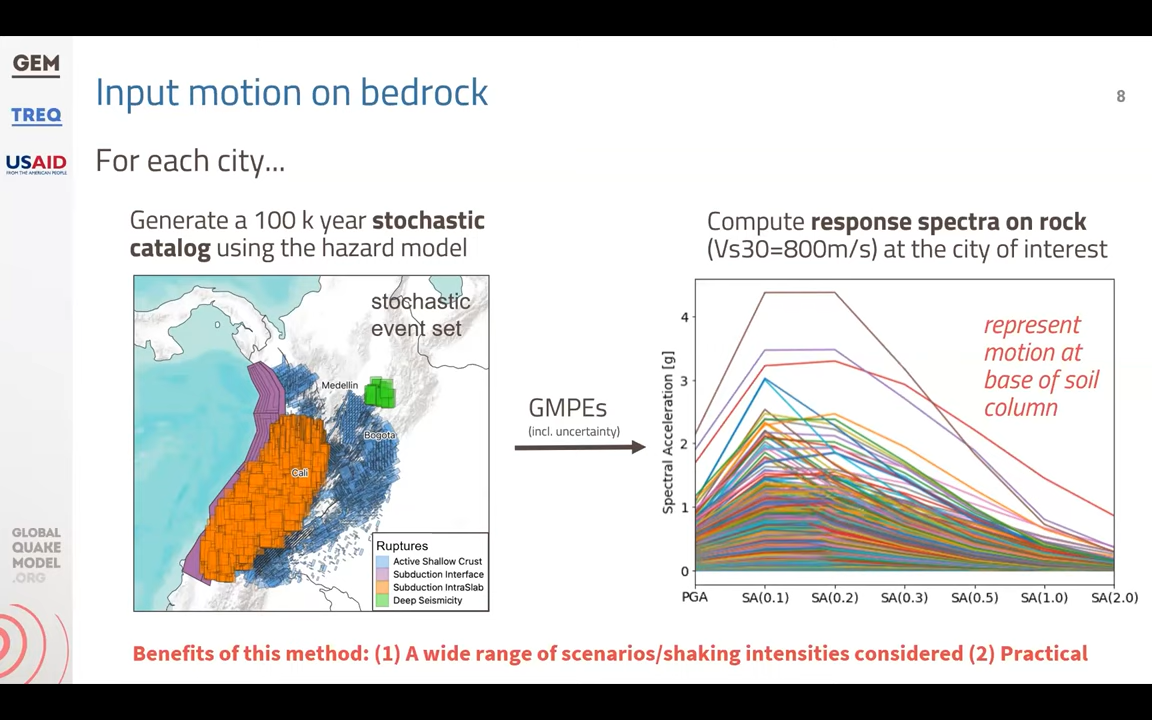 GEM
TREQ
USAID
FROM THE AMERICAN PEOPLE
GLOBAL
QUAKE
MODEL
.ORG
Input motion on bedrock
8
For each city...
Generate a 100 k year stochastic
catalog using the hazard model
stochastic
event set
Medellin
Bogota
Cali
Ruptures
Active Shallow Crust
Subduction Interface
Subduction IntraSlab
Deep Seismicity
GMPEs
(incl. uncertainty)
Compute response spectra on rock
(Vs30=800m/s) at the city of interest
represent
motion at
base of soil
column
Spectral Acceleration [g]
4
3
2
1
0
PGA SA(0.1) SA(0.2) SA(0.3) SA(0.5) SA(1.0) SA(2.0)
Benefits of this method: (1) A wide range of scenarios/shaking intensities considered (2) Practical